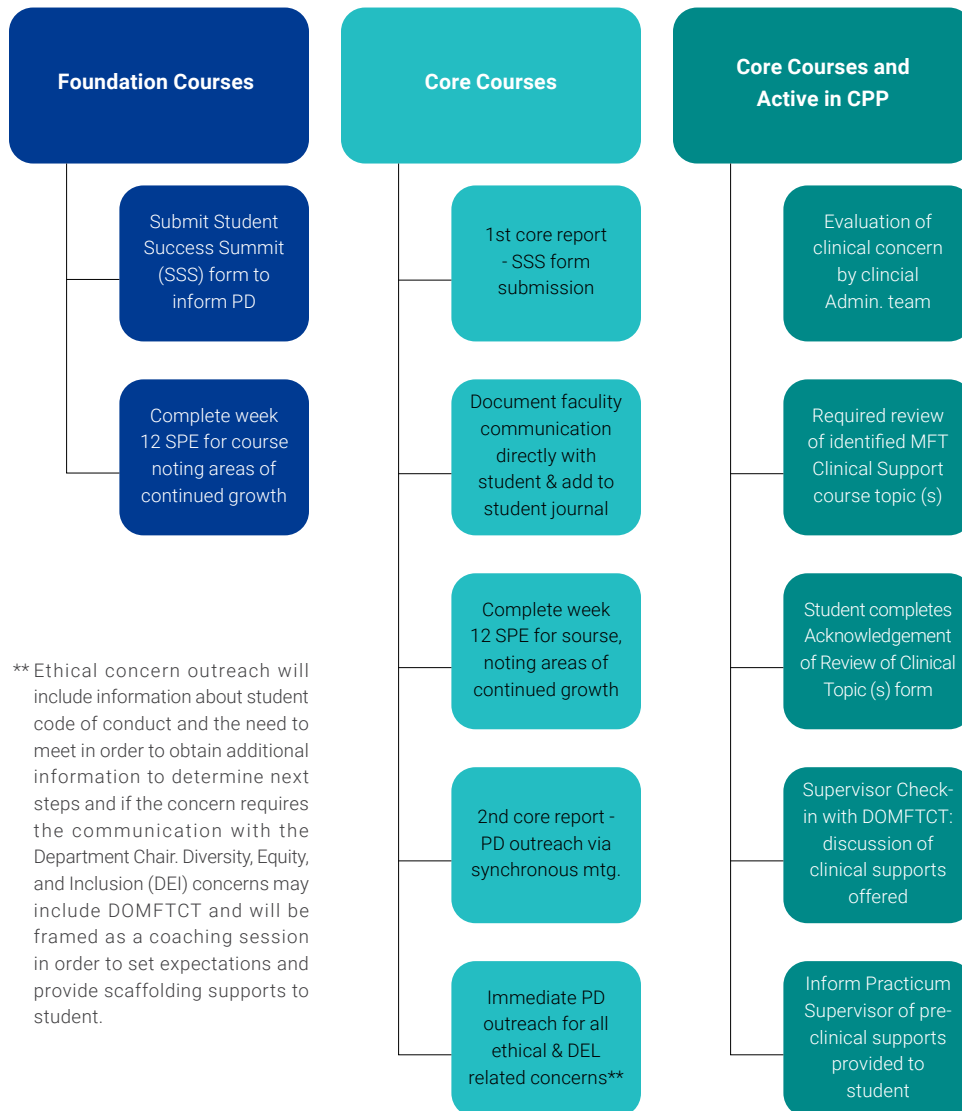 Foundation Courses
Submit Student
Success Summit
(SSS) form to
inform PD
Complete week
12 SPE for course
noting areas of
continued growth
** Ethical concern outreach will
include information about student
code of conduct and the need to
meet in order to obtain additional
information to determine next
steps and if the concern requires
the communication with the
Department Chair. Diversity, Equity,
and Inclusion (DEI) concerns may
include DOMFTCT and will be
framed as a coaching session
in order to set expectations and
provide scaffolding supports to
student.
Core Courses
1st core report
- SSS form
submission
Document faculity
communication
directly with
student & add to
student journal
Complete week
12 SPE for sourse,
noting areas of
continued growth
2nd core report -
PD outreach via
synchronous mtg.
Immediate PD
outreach for all
ethical & DEL
related concerns**
Core Courses and
Active in CPP
Evaluation of
clinical concern
by clincial
Admin. team
Required review
of identified MFT
Clinical Support
course topic (s)
Student completes
Acknowledgement
of Review of Clinical
Topic (s) form
Supervisor Check-
in with DOMFTCT:
discussion of
clinical supports
offered
Inform Practicum
Supervisor of pre-
clinical supports
provided to
student